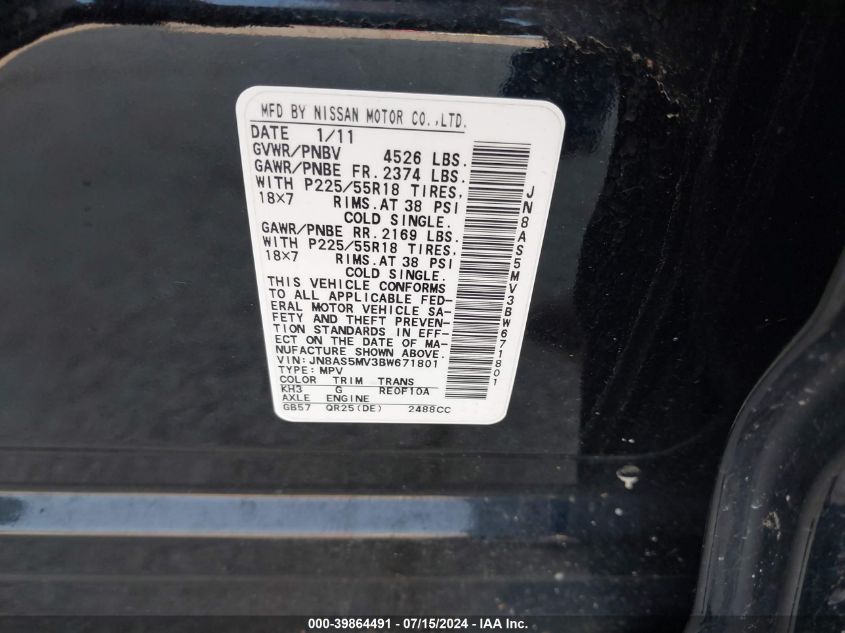 MFD BY NISSAN MOTOR CO.,LTD.
DATE 1/11
GVWR/PNBV 4526 LBS.
GAWR/PNBE FR. 2374 LBS.
WITH P225/55R18 TIRES,
18×7 RIMS.AT 38 PSI
COLD SINGLE.
GAWR/PNBE RR. 2169 LBS.
WITH P225/55R18 TIRES,
18×7 RIMS.AT 38 PSI
COLD SINGLE.
THIS VEHICLE CONFORMS
TO ALL APPLICABLE FED-
ERAL MOTOR VEHICLE SA-
FETY AND THEFT PREVEN-
TION STANDARDS IN EFF-
ECT ON THE DATE OF MA-
NUFACTURE SHOWN ABOVE.
VIN: JN8AS5MV3BW671801
TYPE: MPV
COLOR TRIM TRANS
KH3 G RE0F10A
AXLE ENGINE
GB57 QR25(DE) 2488CC
JN8AS5MV3BW671801
000-39864491 - 07/15/2024 - IAA Inc.